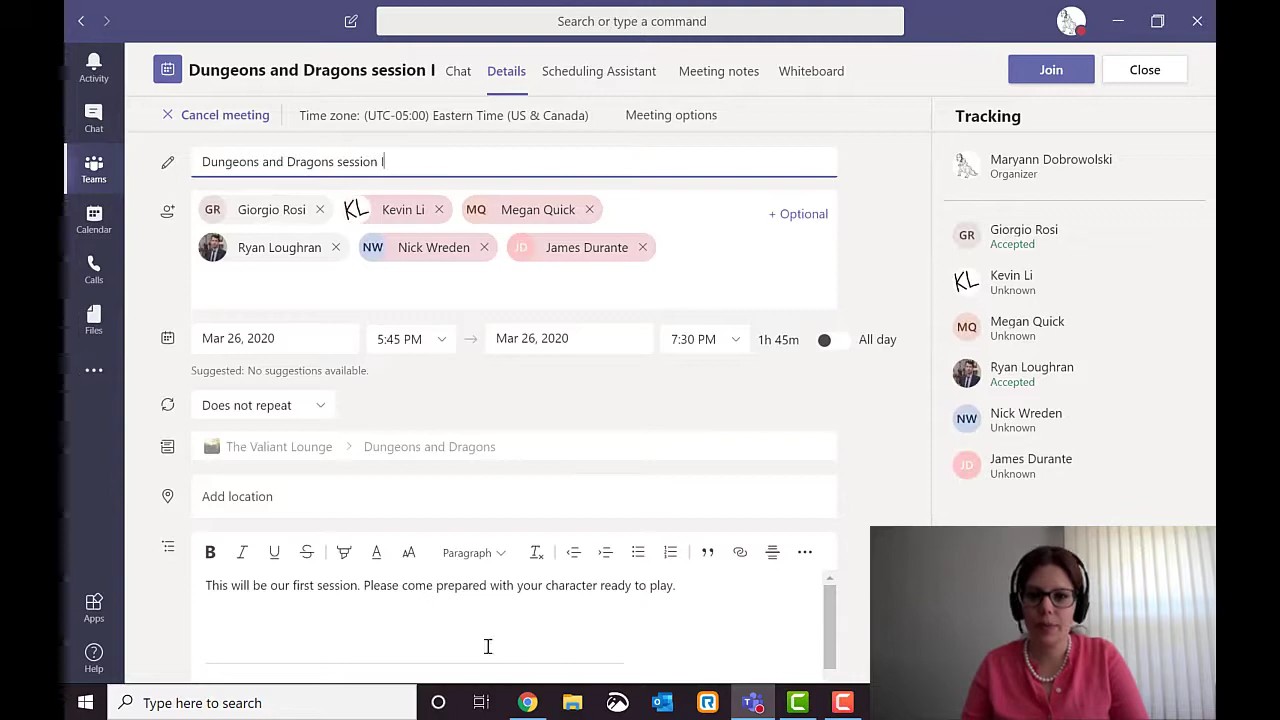 Search or type a command
Dungeons and Dragons session I
Chat
Details
Scheduling Assistant
Meeting notes
Whiteboard
Join
Close
Activity
Chat
Teams
Calendar
Calls
Files
Apps
Help
Cancel meeting
Time zone: (UTC-05:00) Eastern Time (US & Canada)
Meeting options
Dungeons and Dragons session I
GR Giorgio Rosi
KL Kevin Li
MQ Megan Quick
+ Optional
Ryan Loughran
NW Nick Wreden
JD James Durante
Mar 26, 2020
5:45 PM
Mar 26, 2020
7:30 PM
1h 45m
All day
Suggested: No suggestions available.
Does not repeat
The Valiant Lounge
Dungeons and Dragons
Add location
B I U S A AA Paragraph
This will be our first session. Please come prepared with your character ready to play.
Tracking
Maryann Dobrowolski
Organizer
GR Giorgio Rosi
Accepted
KL Kevin Li
Unknown
MQ Megan Quick
Unknown
Ryan Loughran
Accepted
NW Nick Wreden
Unknown
JD James Durante
Unknown
Type here to search